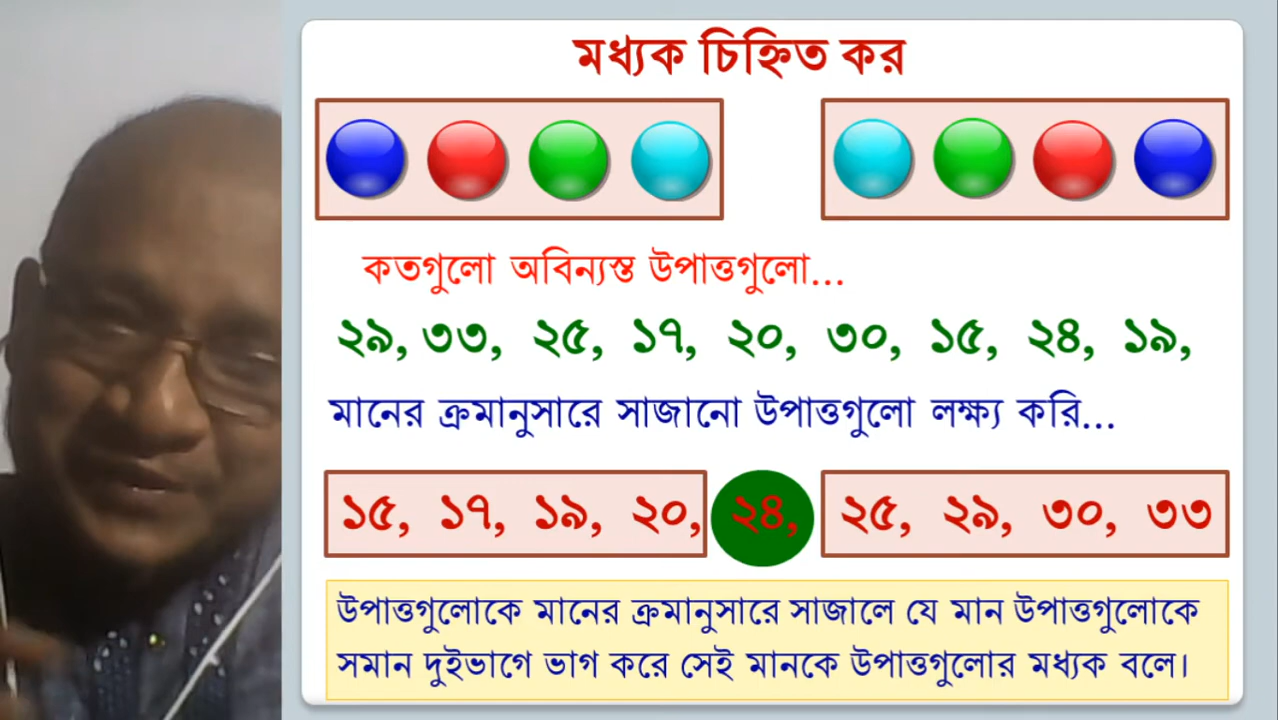 মধ্যক চিহ্নিত কর
কতগুলো অবিন্যস্ত উপাত্তগুলো...
২৯, ৩৩, ২৫, ১৭, ২০, ৩০, ১৫, ২৪, ১৯,
মানের ক্রমানুসারে সাজানো উপাত্তগুলো লক্ষ্য করি...
১৫, ১৭, ১৯, ২০, ২৪, ২৫, ২৯, ৩০, ৩৩
উপাত্তগুলোকে মানের ক্রমানুসারে সাজালে যে মান উপাত্তগুলোকে
সমান দুইভাগে ভাগ করে সেই মানকে উপাত্তগুলোর মধ্যক বলে।